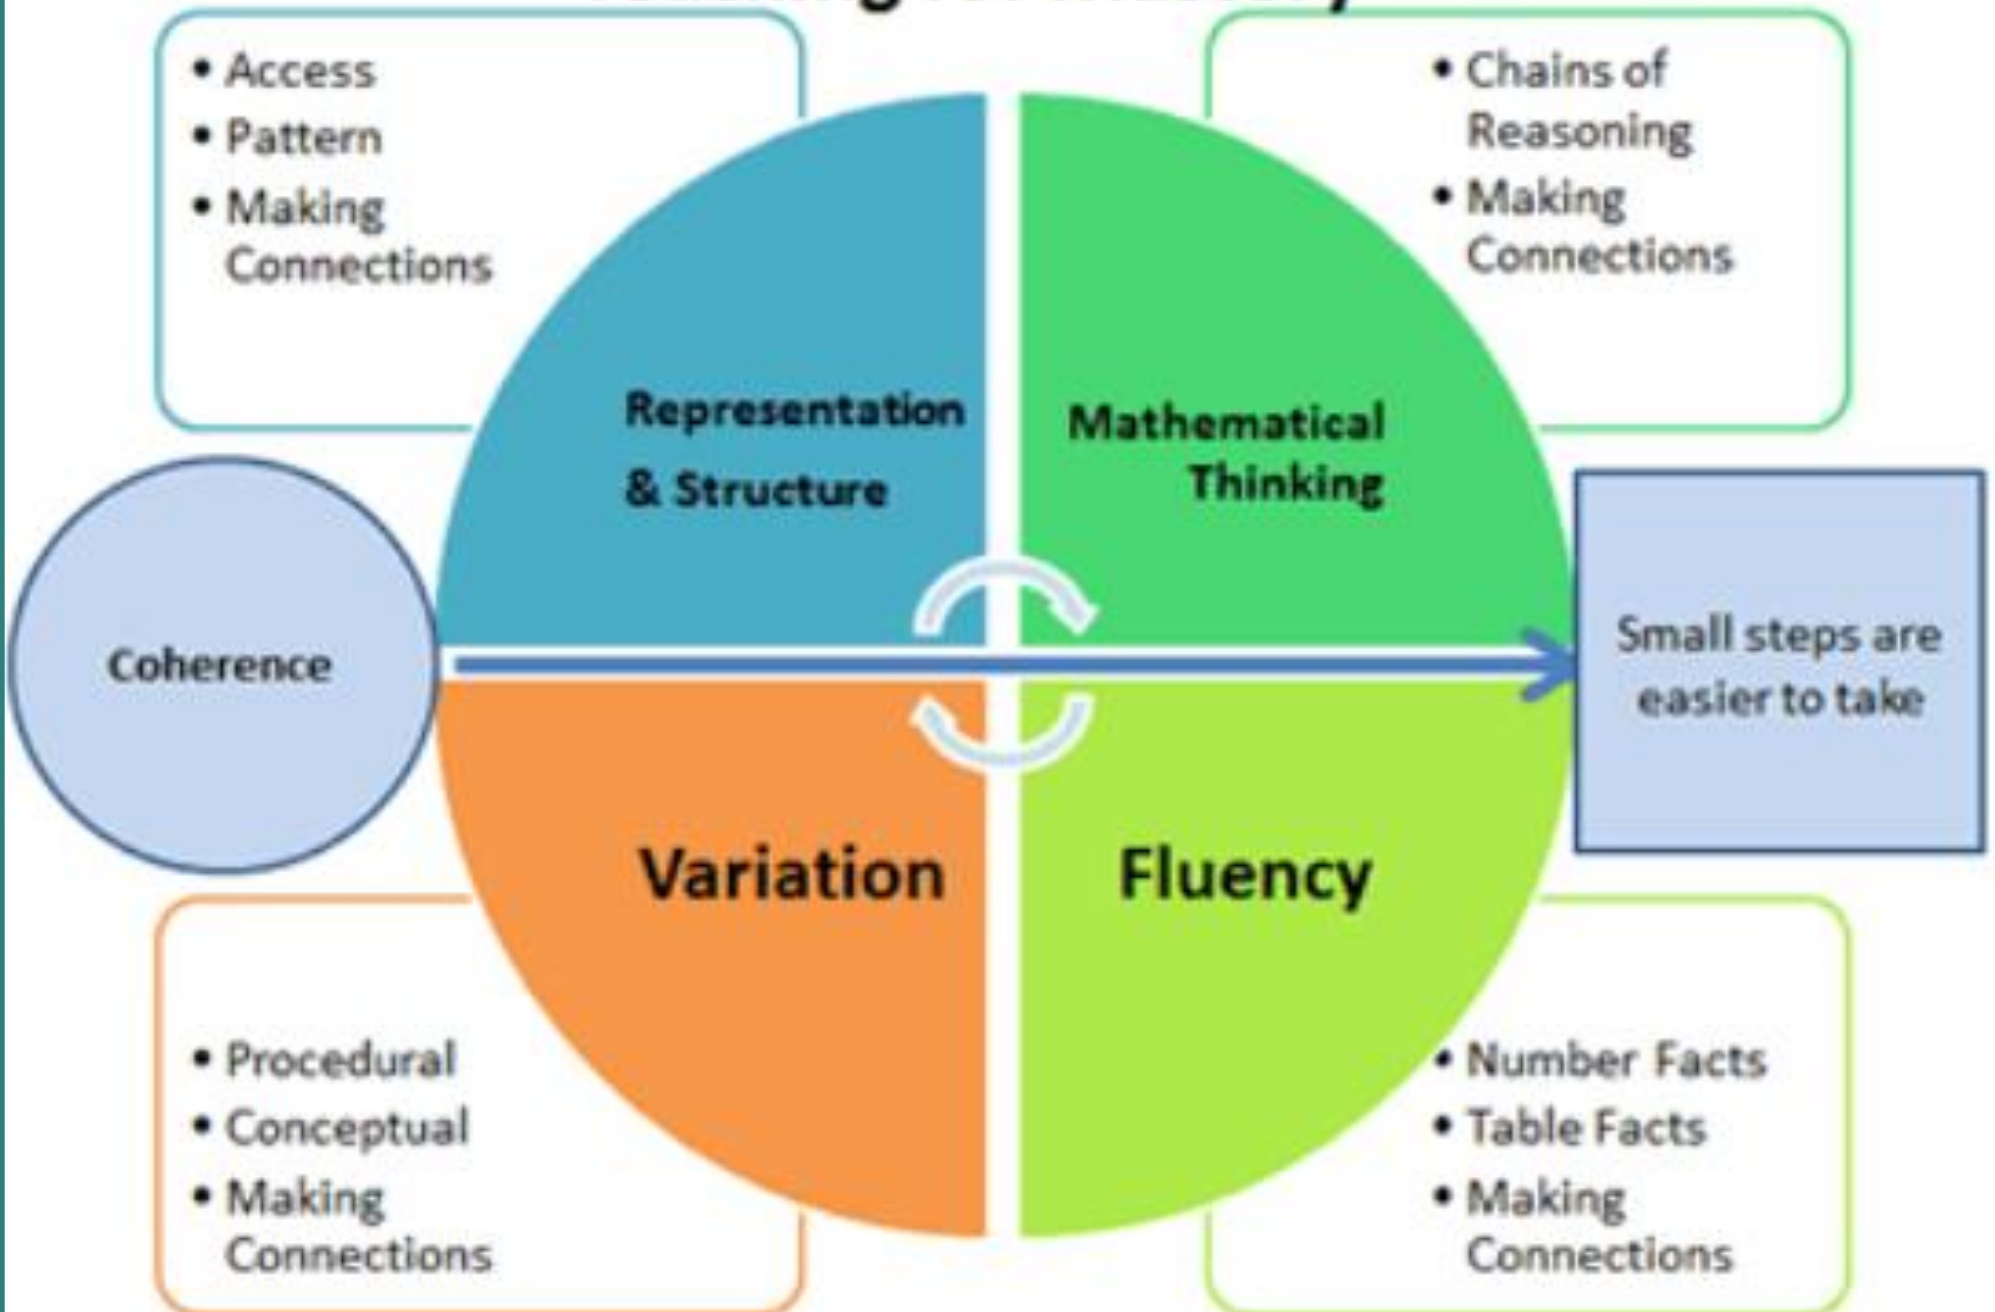 • Access
• Pattern
• Making
Connections
• Chains of
Reasoning
• Making
Connections
Representation
& Structure
Mathematical
Thinking
Coherence
Small steps are
easier to take
Variation
Fluency
• Procedural
• Conceptual
• Making
Connections
• Number Facts
• Table Facts
• Making
Connections